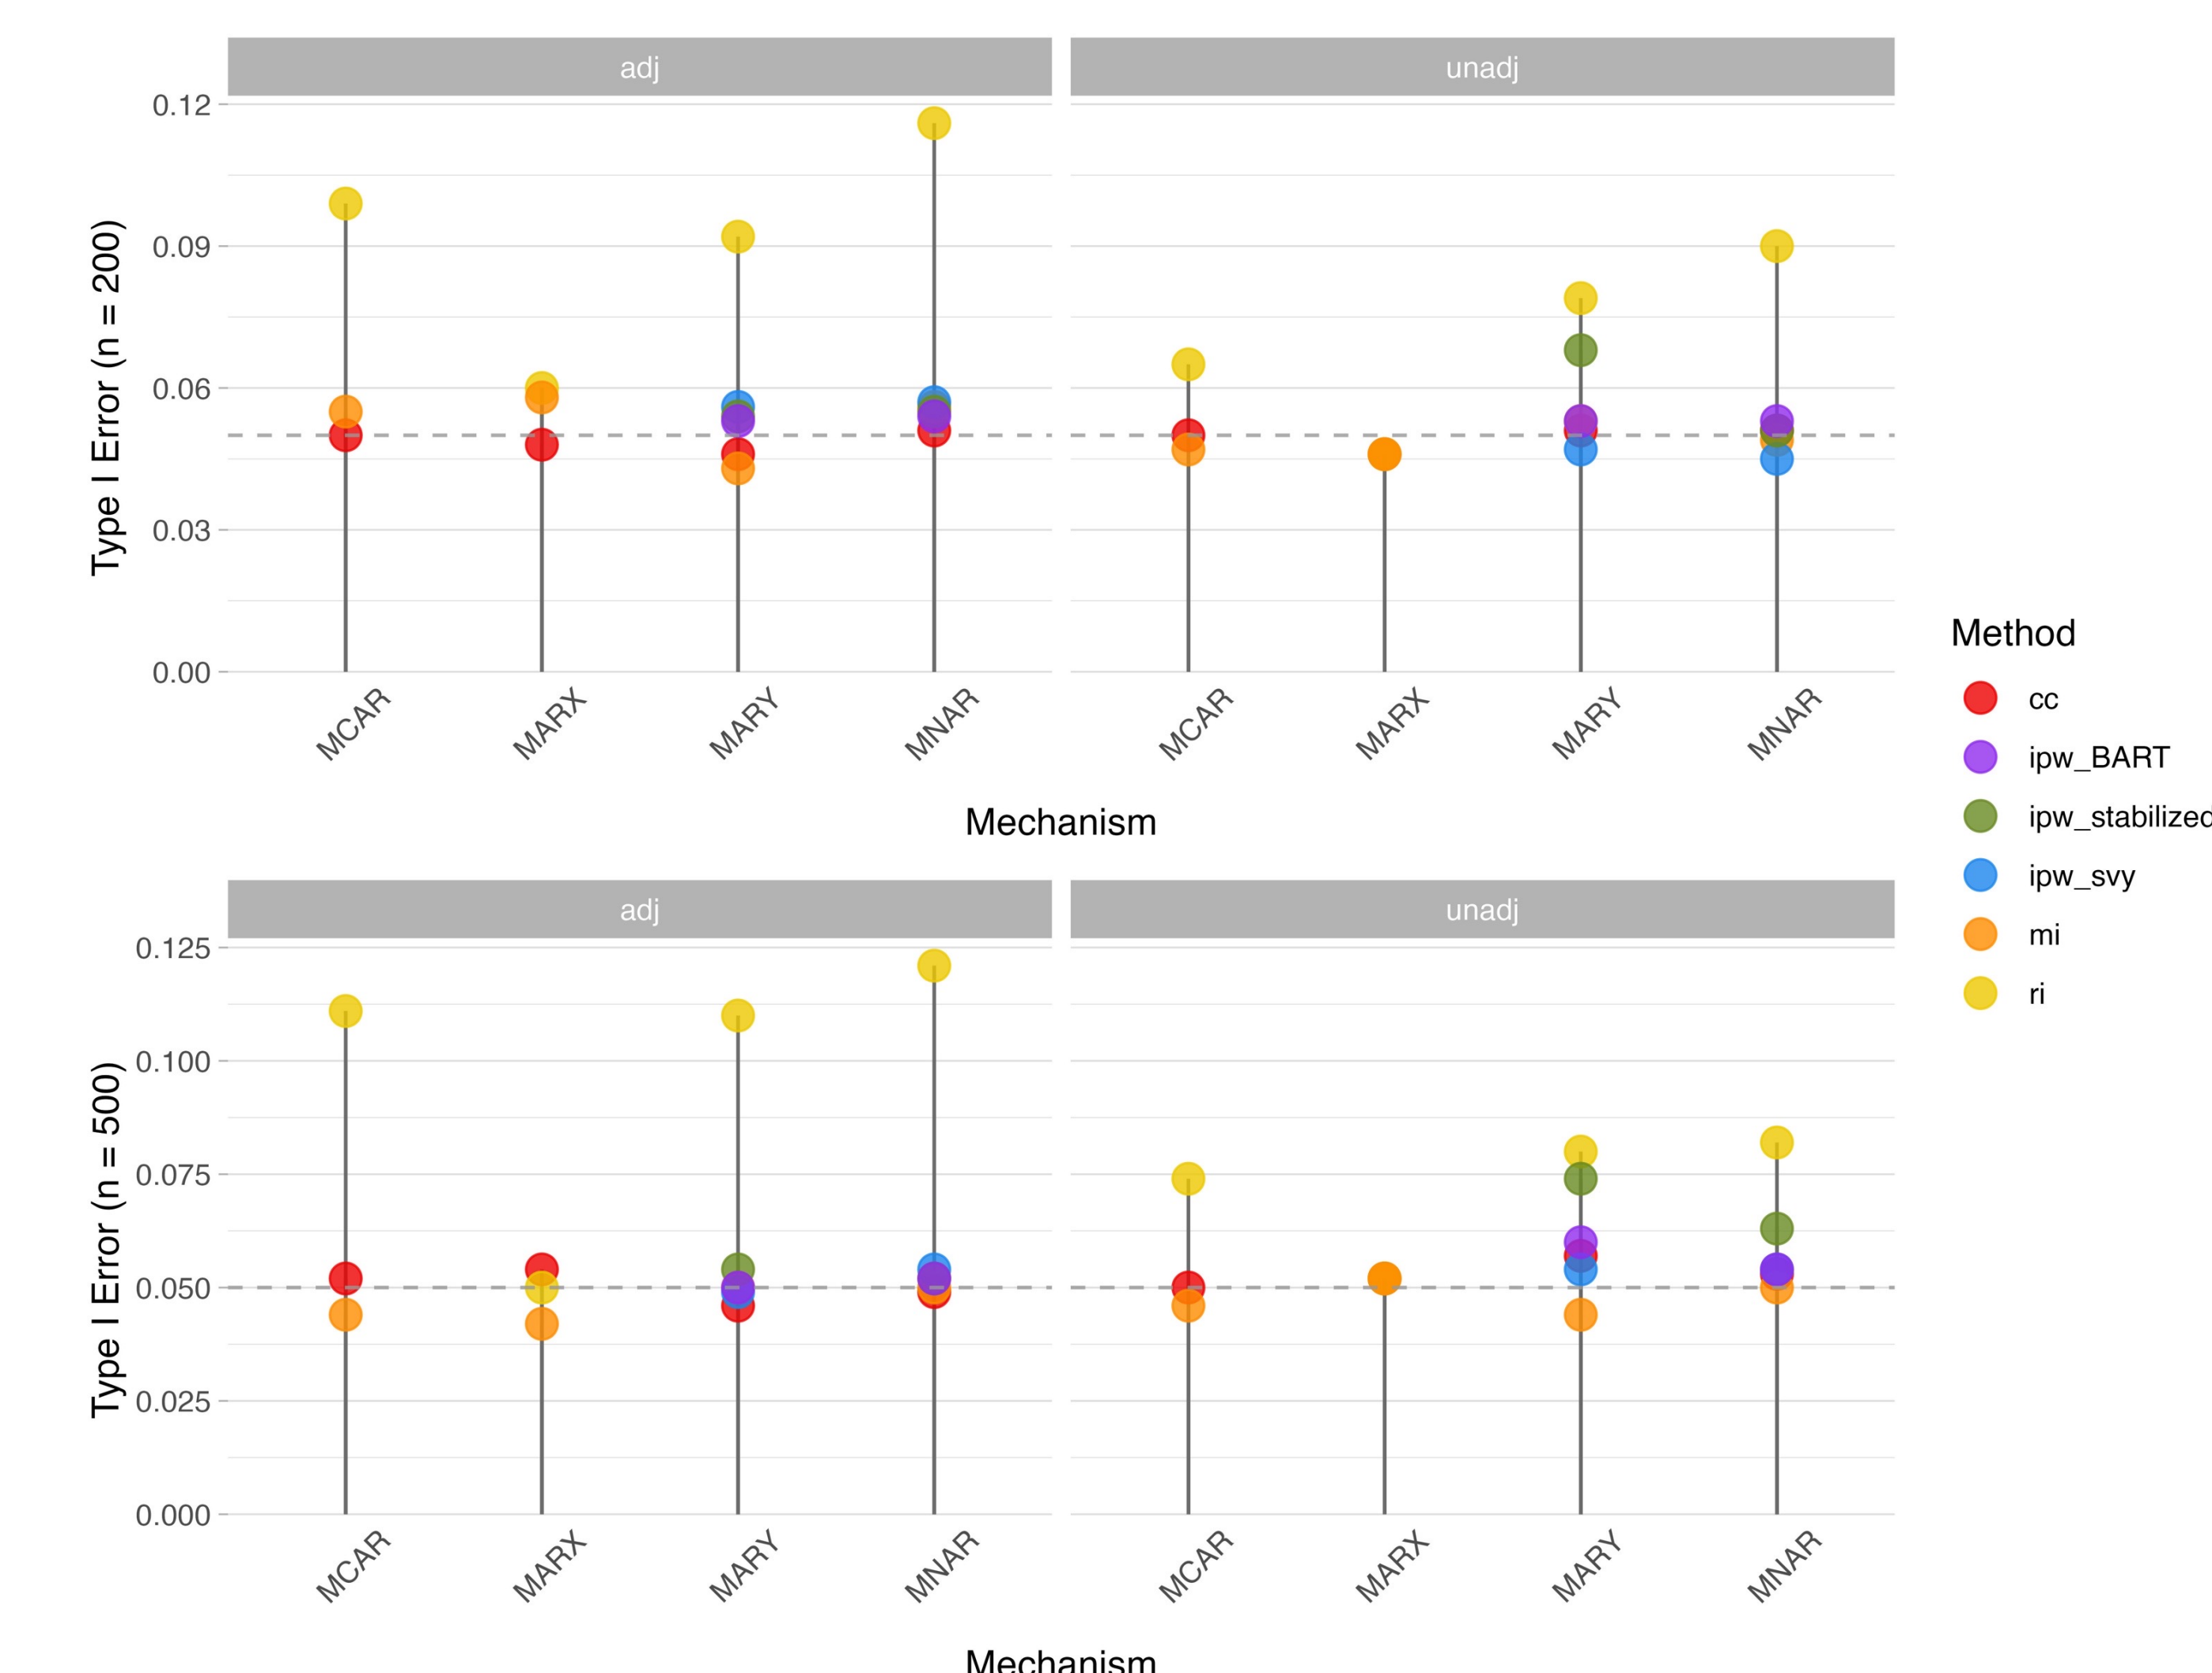 adj
unadj
0.12
0.09
0.06
0.03
0.00
Type I Error (n = 200)
MCAR
MARX
MARY
MNAR
MCAR
MARX
MARY
MNAR
Mechanism
adj
unadj
0.125
0.100
0.075
0.050
0.025
0.000
Type I Error (n = 500)
MCAR
MARX
MARY
MNAR
MCAR
MARX
MARY
MNAR
Mechanism
Method
cc
ipw_BART
ipw_stabilized
ipw_svy
mi
ri